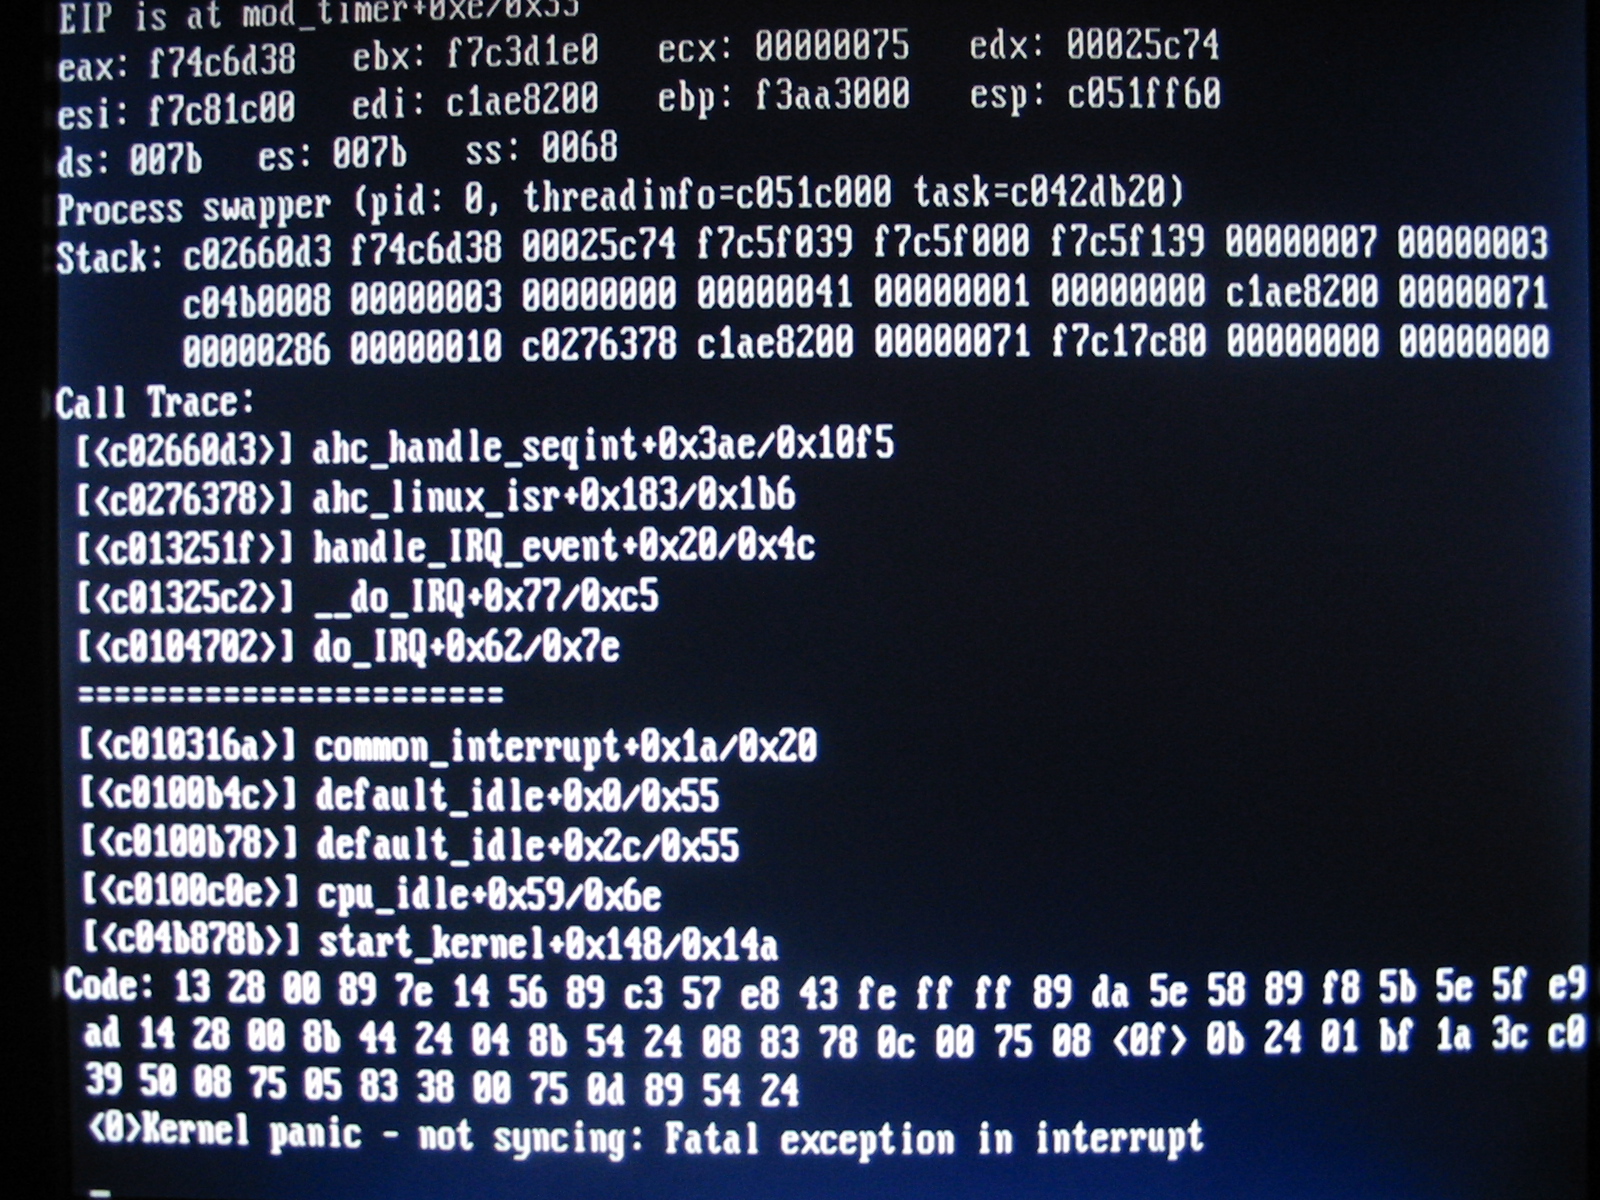 EIP is at mod_timer+0xe/0x33
eax: f74c6d38 ebx: f7c3d1e0 ecx: 00000075 edx: 00025c74
esi: f7c81c00 edi: c1ae8200 ebp: f3aa3000 esp: c051ff60
ds: 007b es: 007b ss: 0068
Process swapper (pid: 0, threadinfo=c051c000 task=c042db20)
Stack: c02660d3 f74c6d38 00025c74 f7c5f039 f7c5f000 f7c5f139 00000007 00000003
c04b0008 00000003 00000000 00000041 00000001 00000000 c1ae8200 00000071
00000286 00000010 c0276378 c1ae8200 00000071 f7c17c80 00000000 00000000
Call Trace:
[<c02660d3>] ahc_handle_seqint+0x3ae/0x10f5
[<c0276378>] ahc_linux_isr+0x183/0x1b6
[<c013251f>] handle_IRQ_event+0x20/0x4c
[<c01325c2>] __do_IRQ+0x77/0xc5
[<c0104702>] do_IRQ+0x62/0x7e
=======================
[<c010316a>] common_interrupt+0x1a/0x20
[<c0100b4c>] default_idle+0x0/0x55
[<c0100b78>] default_idle+0x2c/0x55
[<c0100c0e>] cpu_idle+0x59/0x6e
[<c04b878b>] start_kernel+0x148/0x14a
Code: 13 28 00 89 7e 14 56 89 c3 57 e8 43 fe ff ff 89 da 5e 58 89 f8 5b 5e 5f e9
ad 14 28 00 8b 44 24 04 8b 54 24 08 83 78 0c 00 75 08 <0f> 0b 24 01 bf 1a 3c c0
39 50 08 75 05 83 38 00 75 0d 89 54 24
<0>Kernel panic - not syncing: Fatal exception in interrupt